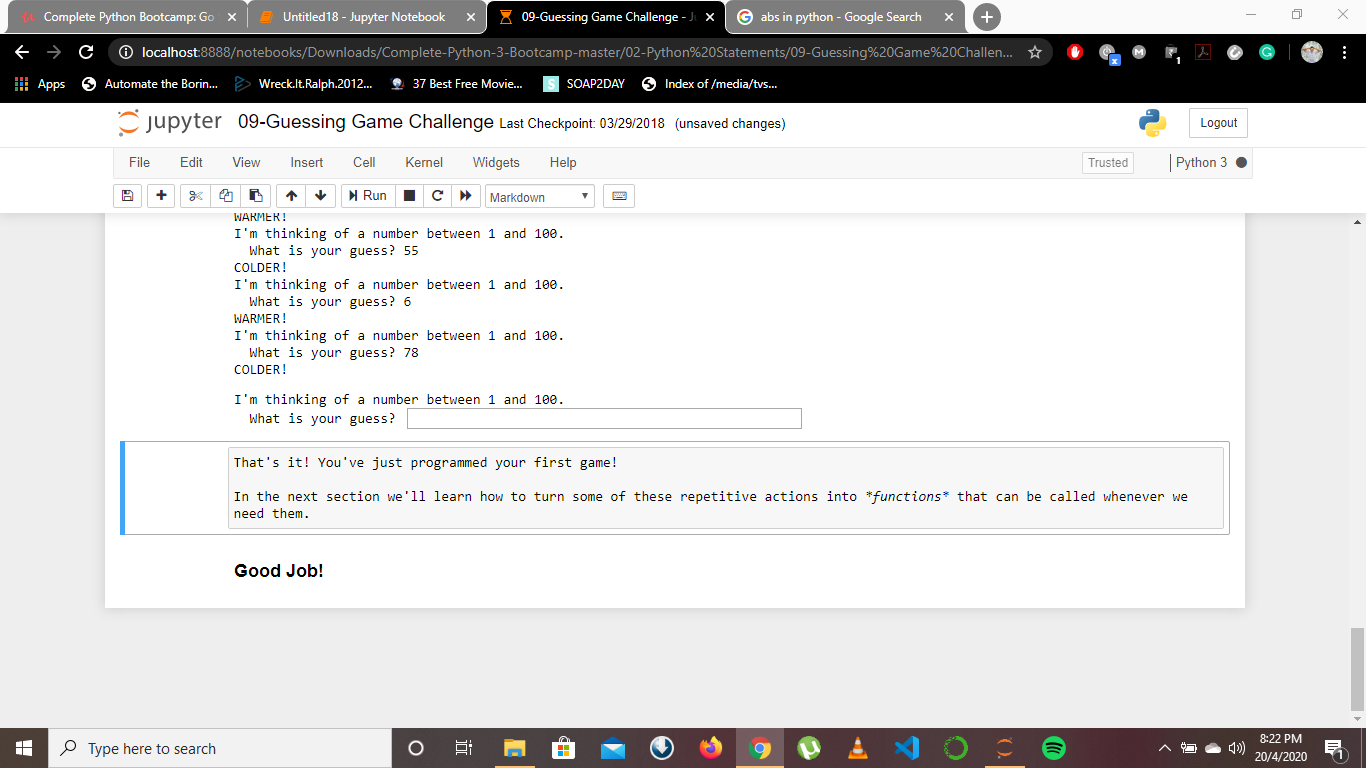 Complete Python Bootcamp: Go
Untitled18 - Jupyter Notebook
09-Guessing Game Challenge - J
abs in python - Google Search
localhost:8888/notebooks/Downloads/Complete-Python-3-Bootcamp-master/02-Python%20Statements/09-Guessing%20Game%20Challen...
Apps
Automate the Borin...
Wreck.It.Ralph.2012...
37 Best Free Movie...
S
SOAP2DAY
Index of /media/tvs...
jupyter 09-Guessing Game Challenge Last Checkpoint: 03/29/2018 (unsaved changes)
Logout
File Edit View Insert Cell Kernel Widgets Help
Trusted
Python 3
Run
Markdown
WARMER!
I'm thinking of a number between 1 and 100.
What is your guess? 55
COLDER!
I'm thinking of a number between 1 and 100.
What is your guess? 6
WARMER!
I'm thinking of a number between 1 and 100.
What is your guess? 78
COLDER!
I'm thinking of a number between 1 and 100.
What is your guess?
That's it! You've just programmed your first game!
In the next section we'll learn how to turn some of these repetitive actions into *functions* that can be called whenever we
need them.
Good Job!
Type here to search
8:22 PM
20/4/2020
1